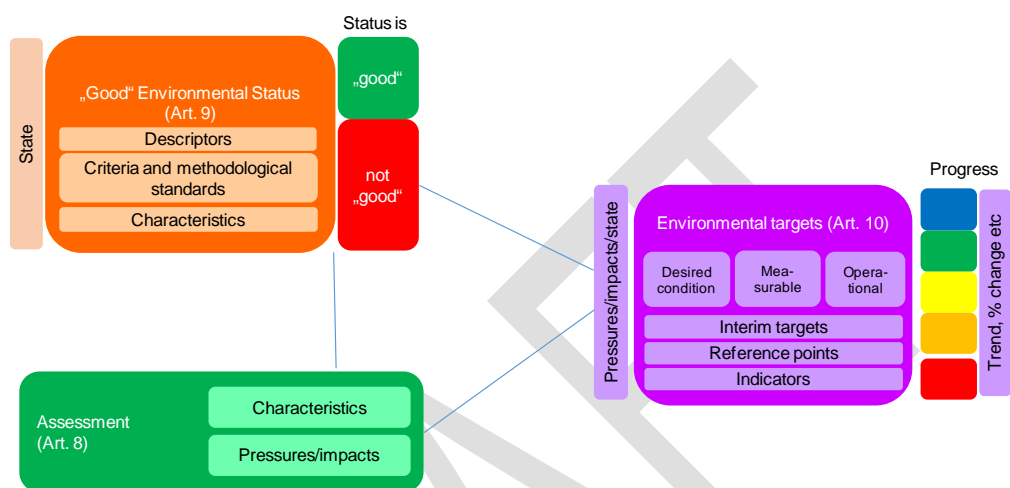 Status is
State
„Good“ Environmental Status
(Art. 9)
Descriptors
Criteria and methodological
standards
Characteristics
„good“
not
„good“
Assessment
(Art. 8)
Characteristics
Pressures/impacts
Pressures/impacts/state
Environmental targets (Art. 10)
Desired
condition
Mea-
surable
Opera-
tional
Interim targets
Reference points
Indicators
Progress
Trend, % change etc